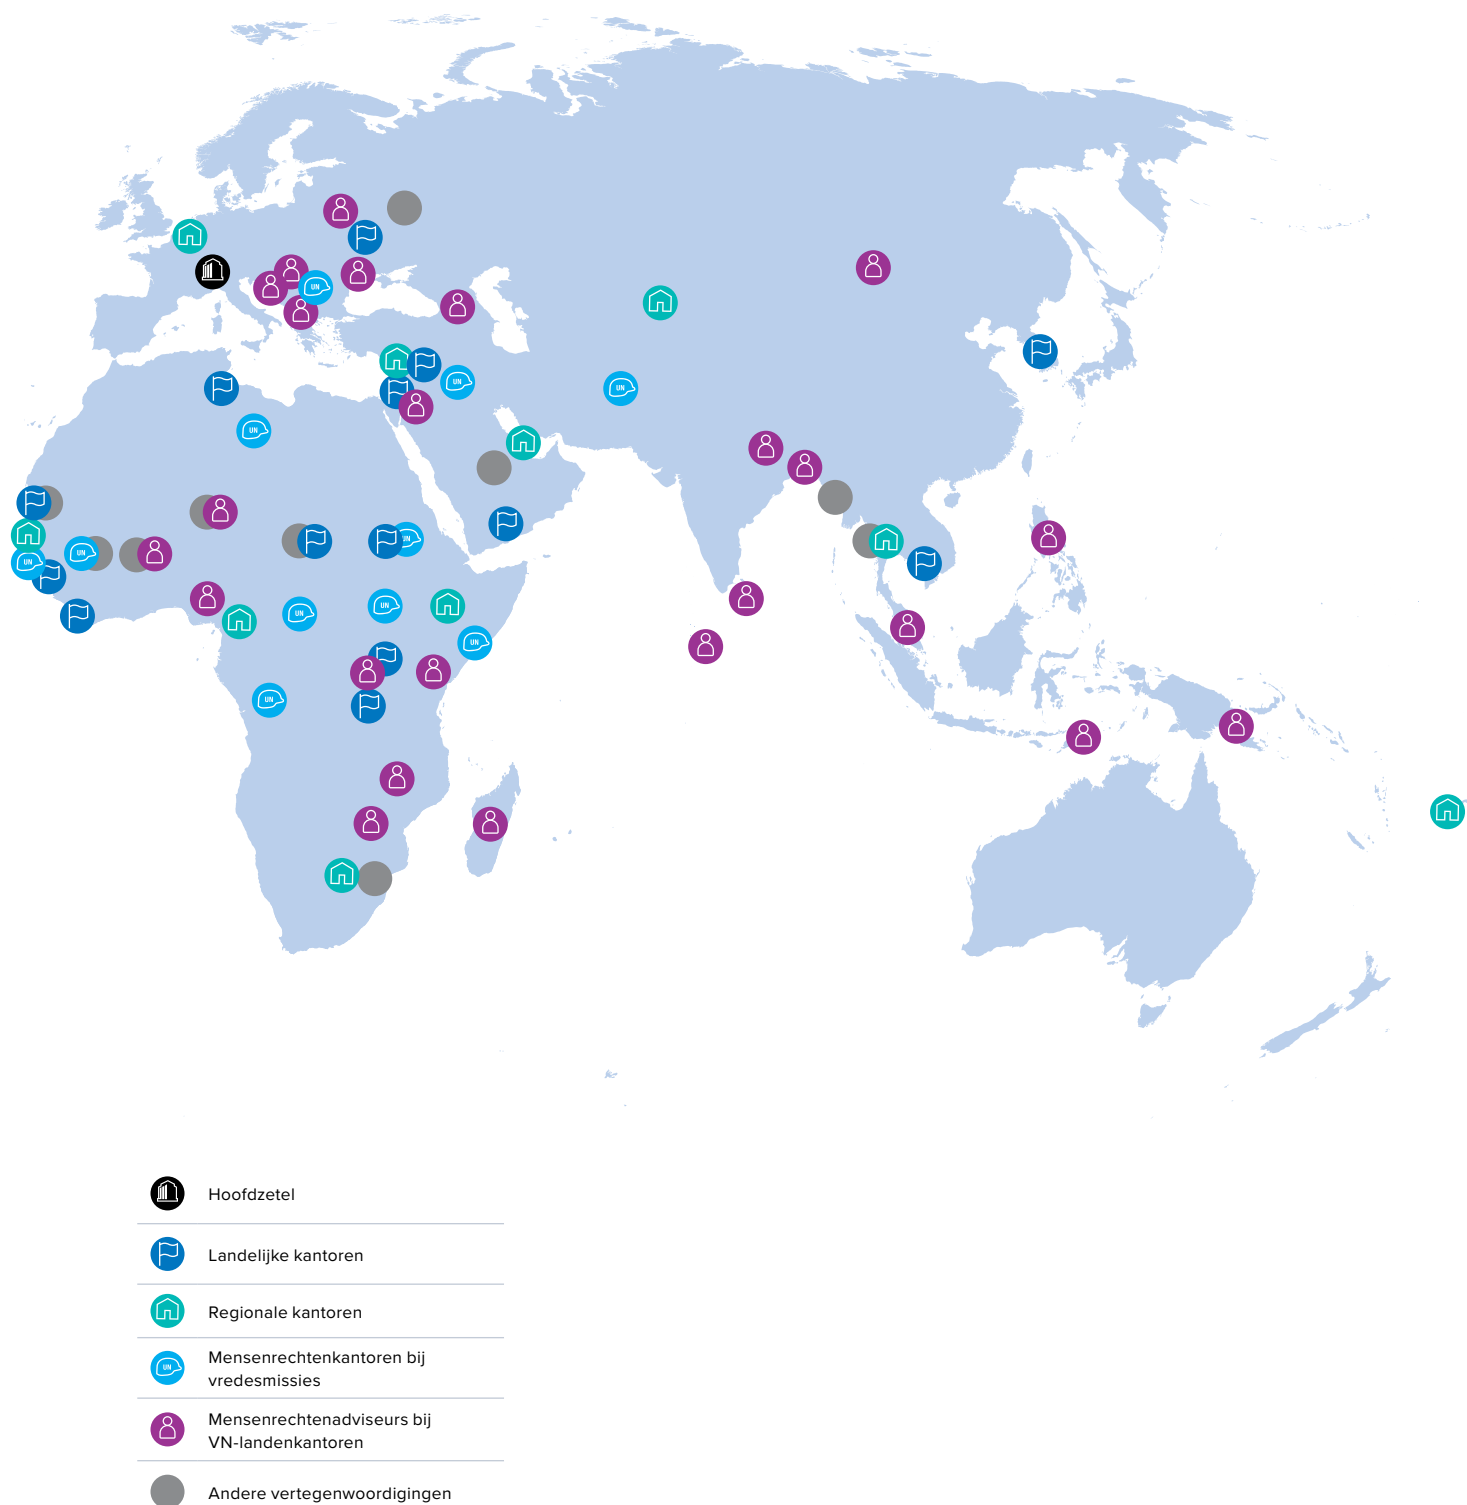 Hoofdzetel
Landelijke kantoren
Regionale kantoren
Mensenrechtenkantoren bij
vredesmissies
Mensenrechtenadviseurs bij
VN-landenkantoren
Andere vertegenwoordigingen